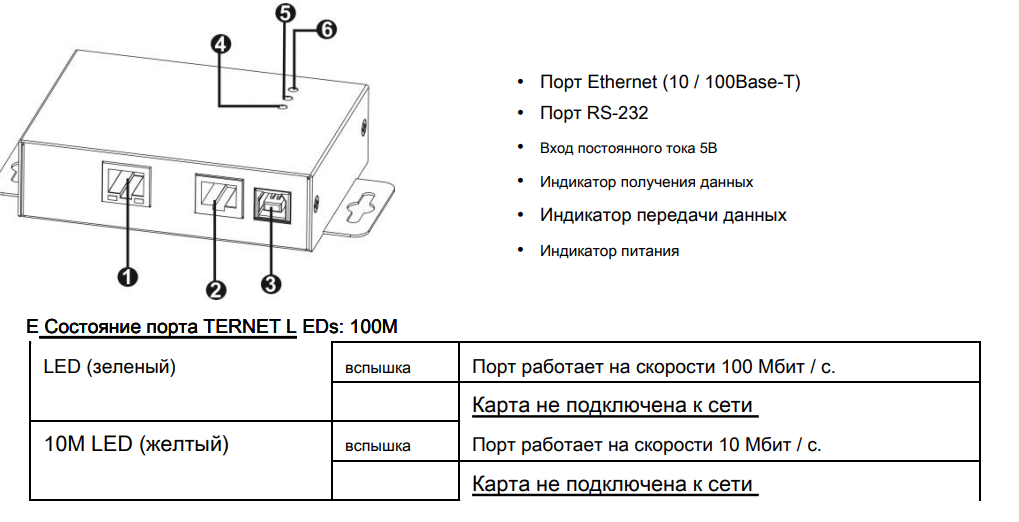 5
6
4
1
2
3
• Порт Ethernet (10 / 100Base-T)
• Порт RS-232
• Вход постоянного тока 5В
• Индикатор получения данных
• Индикатор передачи данных
• Индикатор питания
E Состояние порта TERNET L EDs: 100M
LED (зеленый) вспышка Порт работает на скорости 100 Мбит / с.
Карта не подключена к сети
10M LED (желтый) вспышка Порт работает на скорости 10 Мбит / с.
Карта не подключена к сети